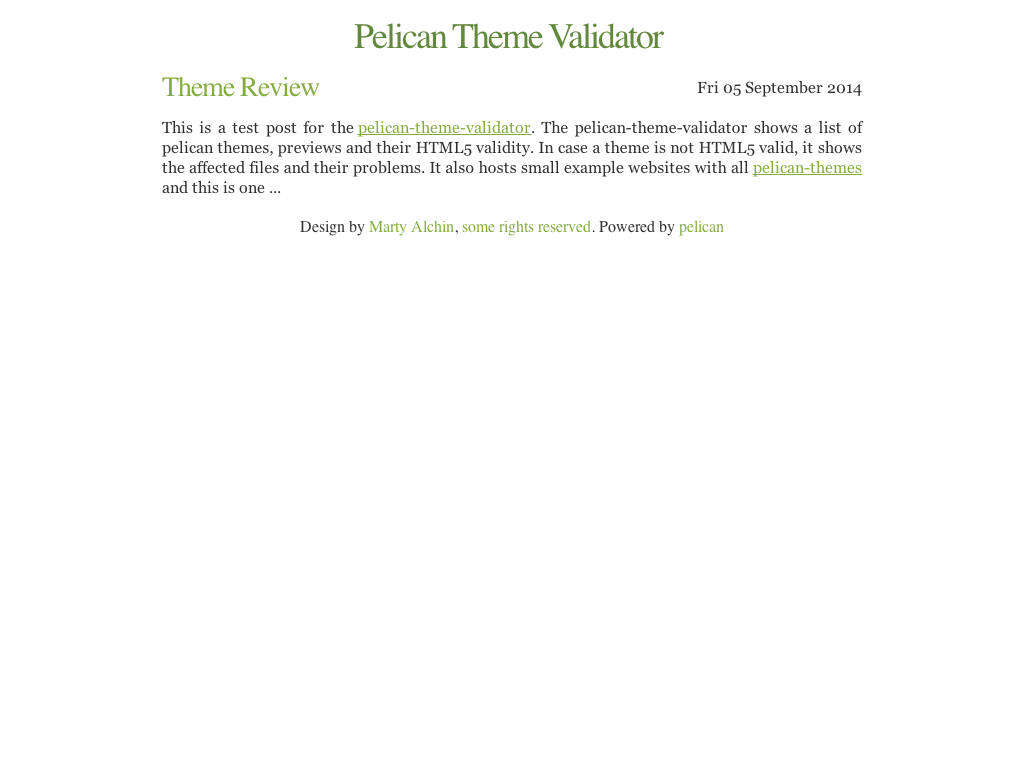 Pelican Theme Validator
Theme Review
Fri 05 September 2014
This is a test post for the pelican-theme-validator. The pelican-theme-validator shows a list of
pelican themes, previews and their HTML5 validity. In case a theme is not HTML5 valid, it shows
the affected files and their problems. It also hosts small example websites with all pelican-themes
and this is one ...
Design by Marty Alchin, some rights reserved. Powered by pelican